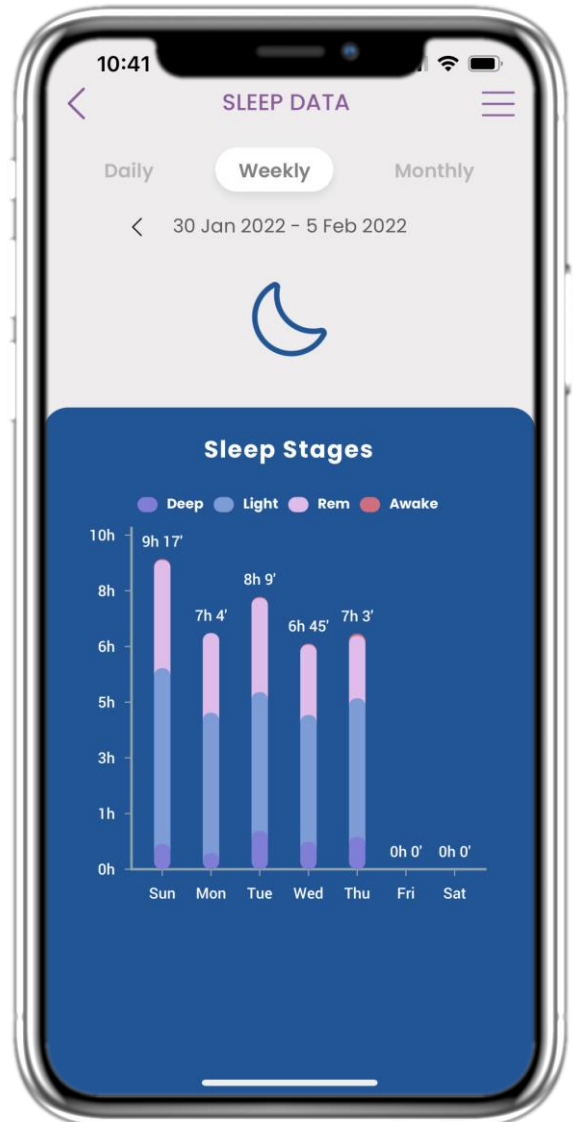 10:41
SLEEP DATA
Daily Weekly Monthly
30 Jan 2022 - 5 Feb 2022
Sleep Stages
Deep Light Rem Awake
10h
9h 17'
8h
8h 9'
7h 4'
7h 3'
6h 45'
6h
5h
3h
1h
0h 0' 0h 0'
0h
Sun Mon Tue Wed Thu Fri Sat